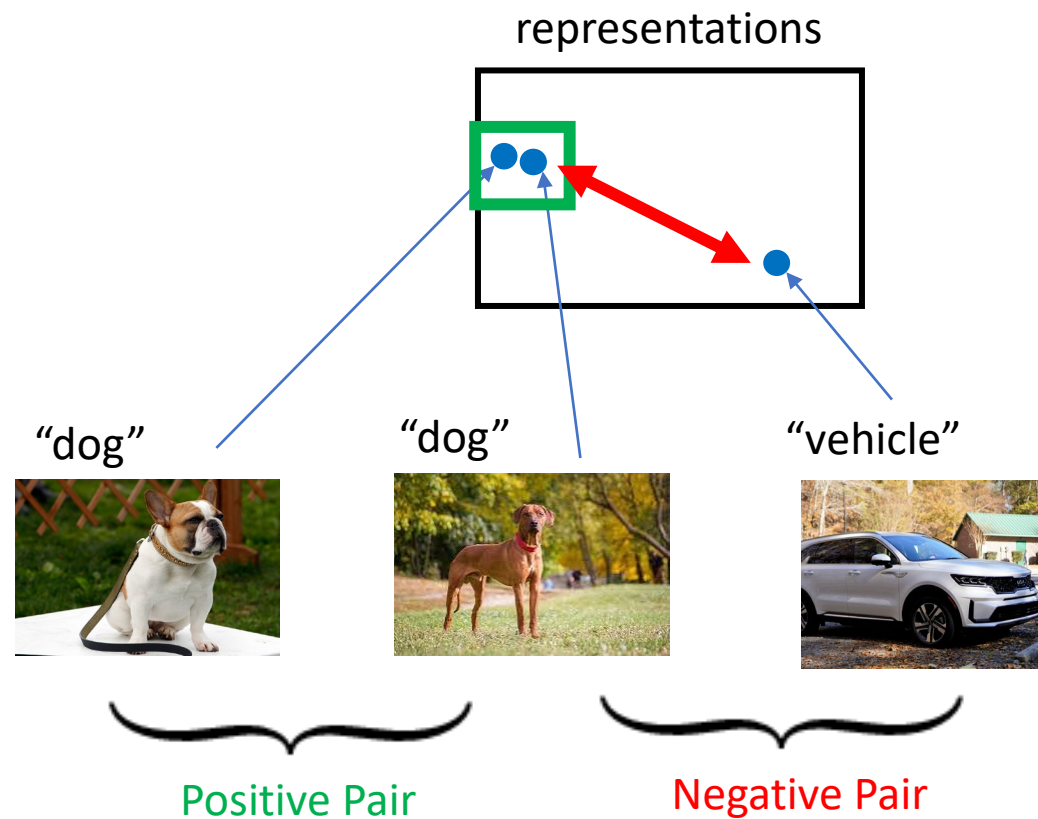 representations
“dog”
“dog”
“vehicle”
Positive Pair
Negative Pair